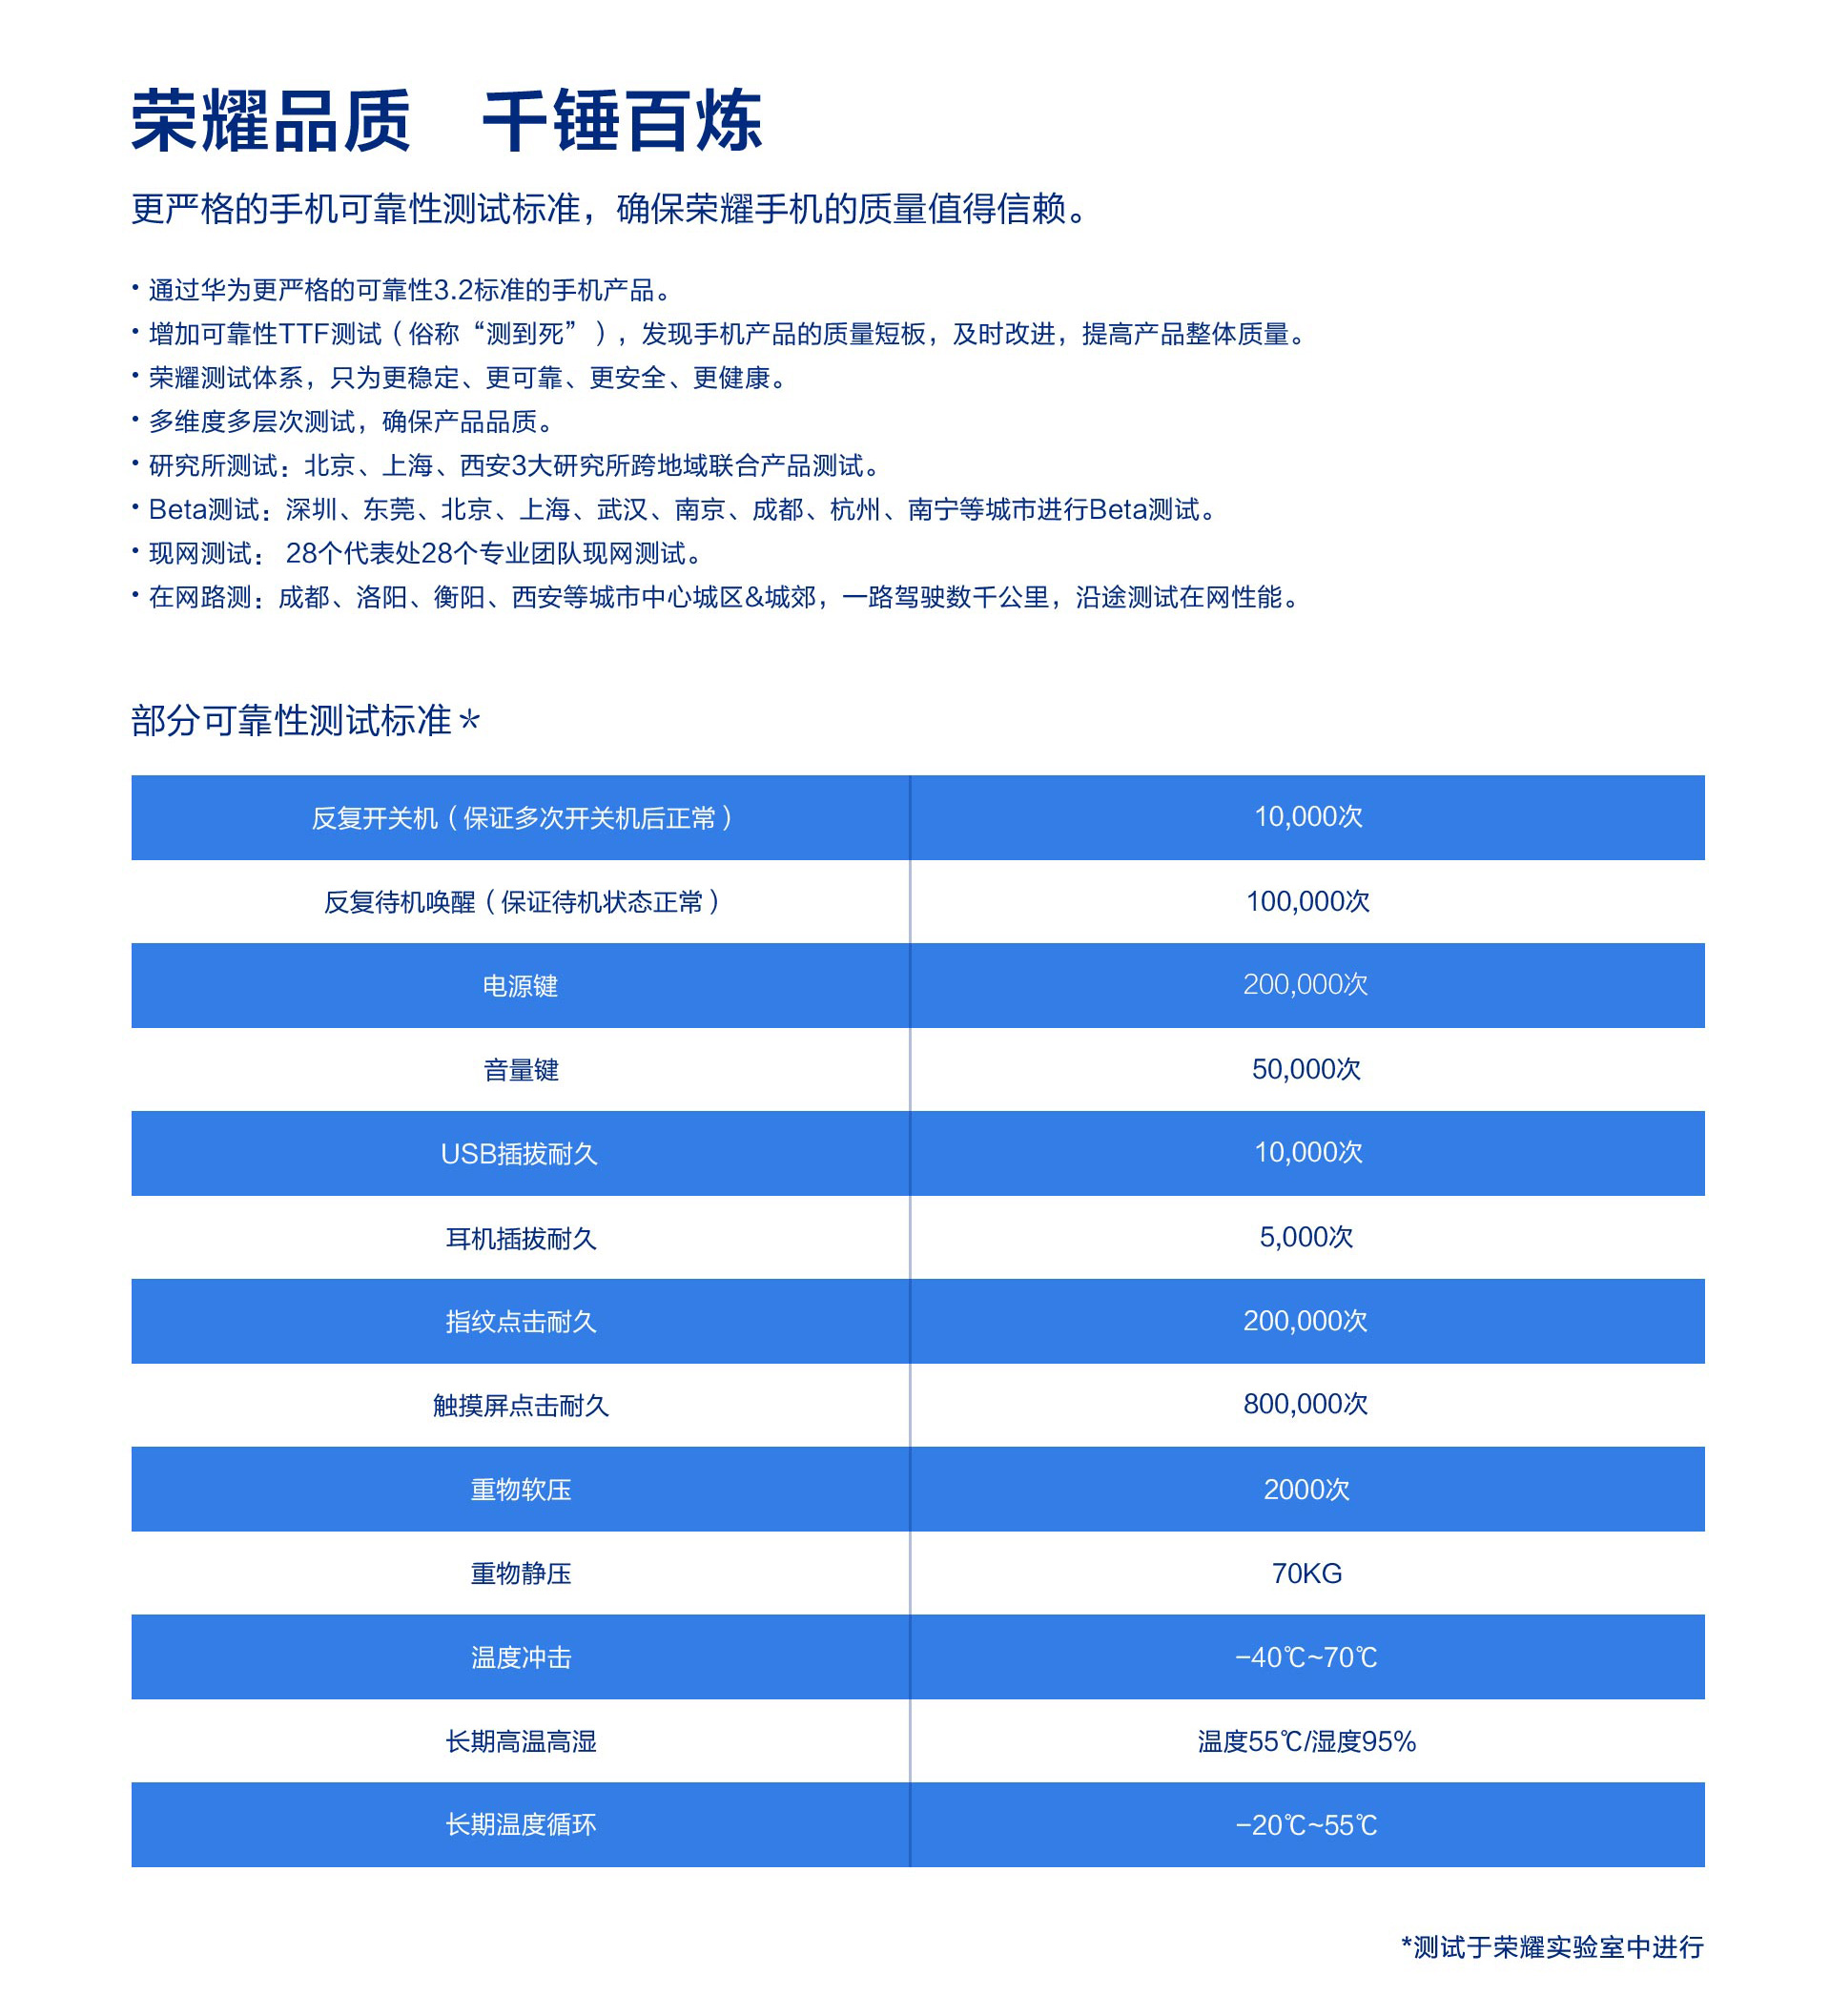 荣耀品质 千锤百炼
更严格的手机可靠性测试标准，确保荣耀手机的质量值得信赖。
• 通过华为更严格的可靠性3.2标准的手机产品。
• 增加可靠性TTF测试（俗称“测到死”），发现手机产品的质量短板，及时改进，提高产品整体质量。
• 荣耀测试体系，只为更稳定、更可靠、更安全、更健康。
• 多维度多层次测试，确保产品品质。
• 研究所测试：北京、上海、西安3大研究所跨地域联合产品测试。
• Beta测试：深圳、东莞、北京、上海、武汉、南京、成都、杭州、南宁等城市进行Beta测试。
• 现网测试： 28个代表处28个专业团队现网测试。
• 在网路测：成都、洛阳、衡阳、西安等城市中心城区&城郊，一路驾驶数千公里，沿途测试在网性能。
部分可靠性测试标准*
反复开关机（保证多次开关机后正常） 10,000次
反复待机唤醒（保证待机状态正常） 100,000次
电源键 200,000次
音量键 50,000次
USB插拔耐久 10,000次
耳机插拔耐久 5,000次
指纹点击耐久 200,000次
触摸屏点击耐久 800,000次
重物软压 2000次
重物静压 70KG
温度冲击 −40℃~70℃
长期高温高湿 温度55℃/湿度95%
长期温度循环 −20℃~55℃
*测试于荣耀实验室中进行